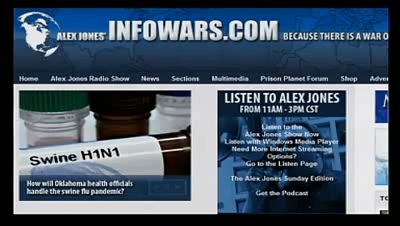 ALEX JONES' INFOWARS.COM BECAUSE THERE IS A WAR O
Home Alex Jones Radio Show News Sections Multimedia Prison Planet Forum Shop Adver
Swine H1N1
How will Oklahoma health officials
handle the swine flu pandemic?
LISTEN TO ALEX JONES
FROM 11AM - 3PM CST
Listen to the
Alex Jones Show Now
Listen with Windows Media Player
Need More Internet Streaming
Options?
Go to the Listen Page
The Alex Jones Sunday Edition
Get the Podcast
TO